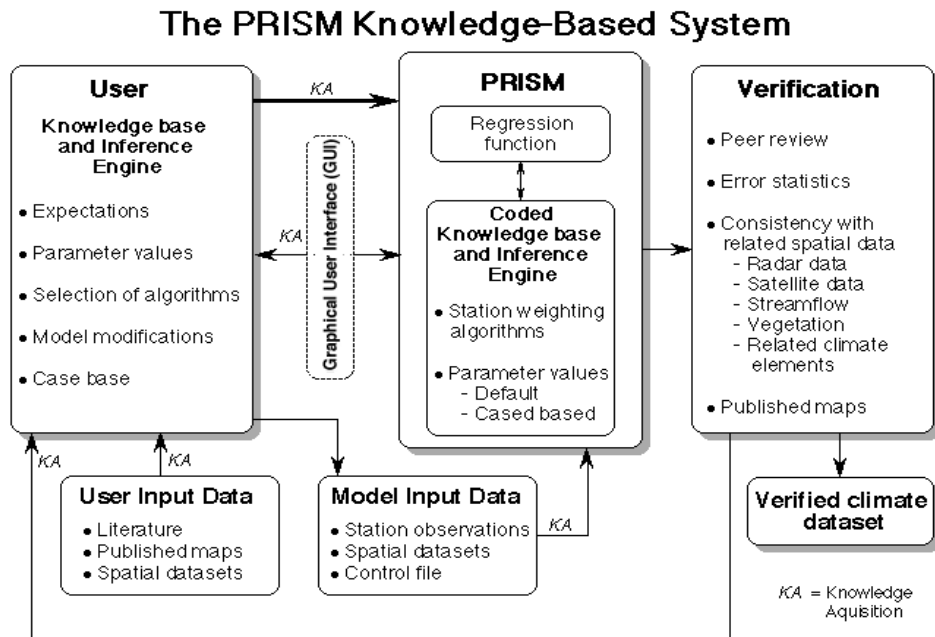 The PRISM Knowledge-Based System
User
Knowledge base
and Inference
Engine
• Expectations
• Parameter values
• Selection of algorithms
• Model modifications
• Case base
KA
Graphical User Interface (GUI)
KA
PRISM
Regression
function
Coded
Knowledge base
and Inference
Engine
• Station weighting
algorithms
• Parameter values
- Default
- Cased based
Verification
• Peer review
• Error statistics
• Consistency with
related spatial data
- Radar data
- Satellite data
- Streamflow
- Vegetation
- Related climate
elements
• Published maps
KA
KA
User Input Data
• Literature
• Published maps
• Spatial datasets
Model Input Data
• Station observations
• Spatial datasets
• Control file
KA
Verified climate
dataset
KA = Knowledge
Aquisition